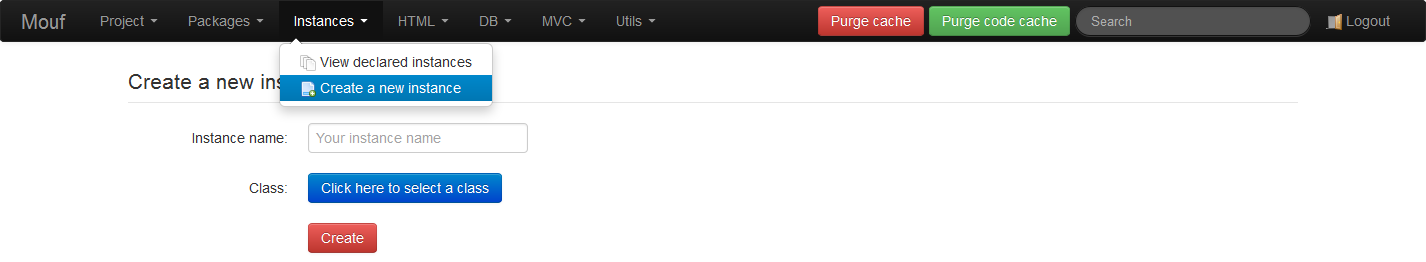 Mouf Project Packages Instances HTML DB MVC Utils Purge cache Purge code cache Search Logout
View declared instances
Create a new ins
Create a new instance
Instance name: Your instance name
Class: Click here to select a class
Create